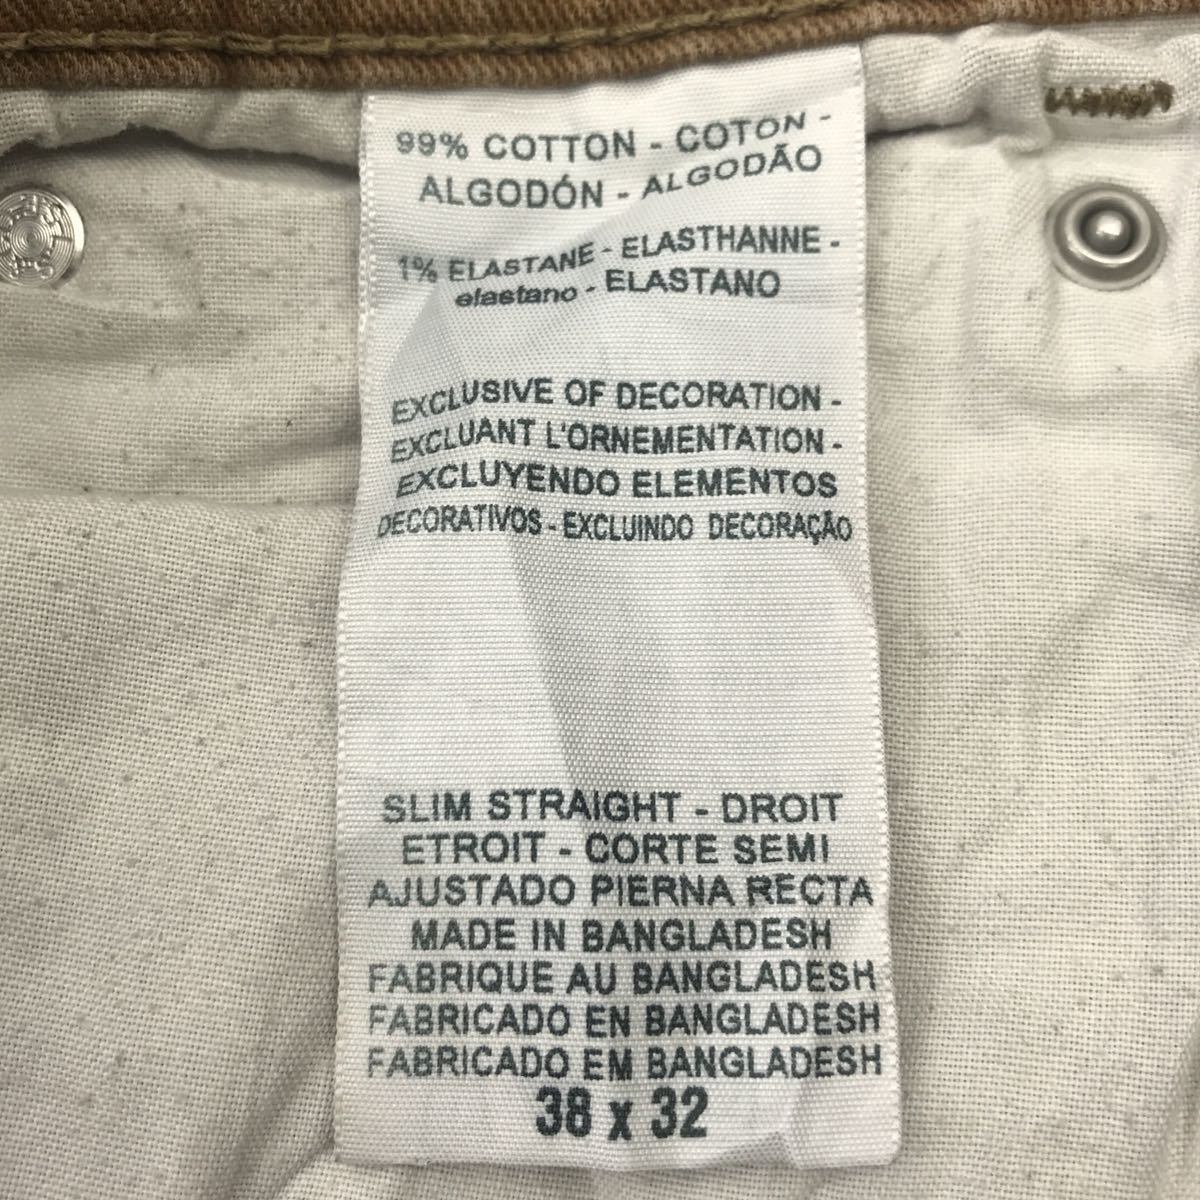 99% COTTON - COTON -
ALGODÓN - ALGODÃO
1% ELASTANE - ELASTHANNE -
elastano - ELASTANO
EXCLUSIVE OF DECORATION -
EXCLUANT L'ORNEMENTATION -
EXCLUYENDO ELEMENTOS
DECORATIVOS - EXCLUINDO DECORAÇÃO
SLIM STRAIGHT - DROIT
ETROIT - CORTE SEMI
AJUSTADO PIERNA RECTA
MADE IN BANGLADESH
FABRIQUE AU BANGLADESH
FABRICADO EN BANGLADESH
FABRICADO EM BANGLADESH
38 x 32